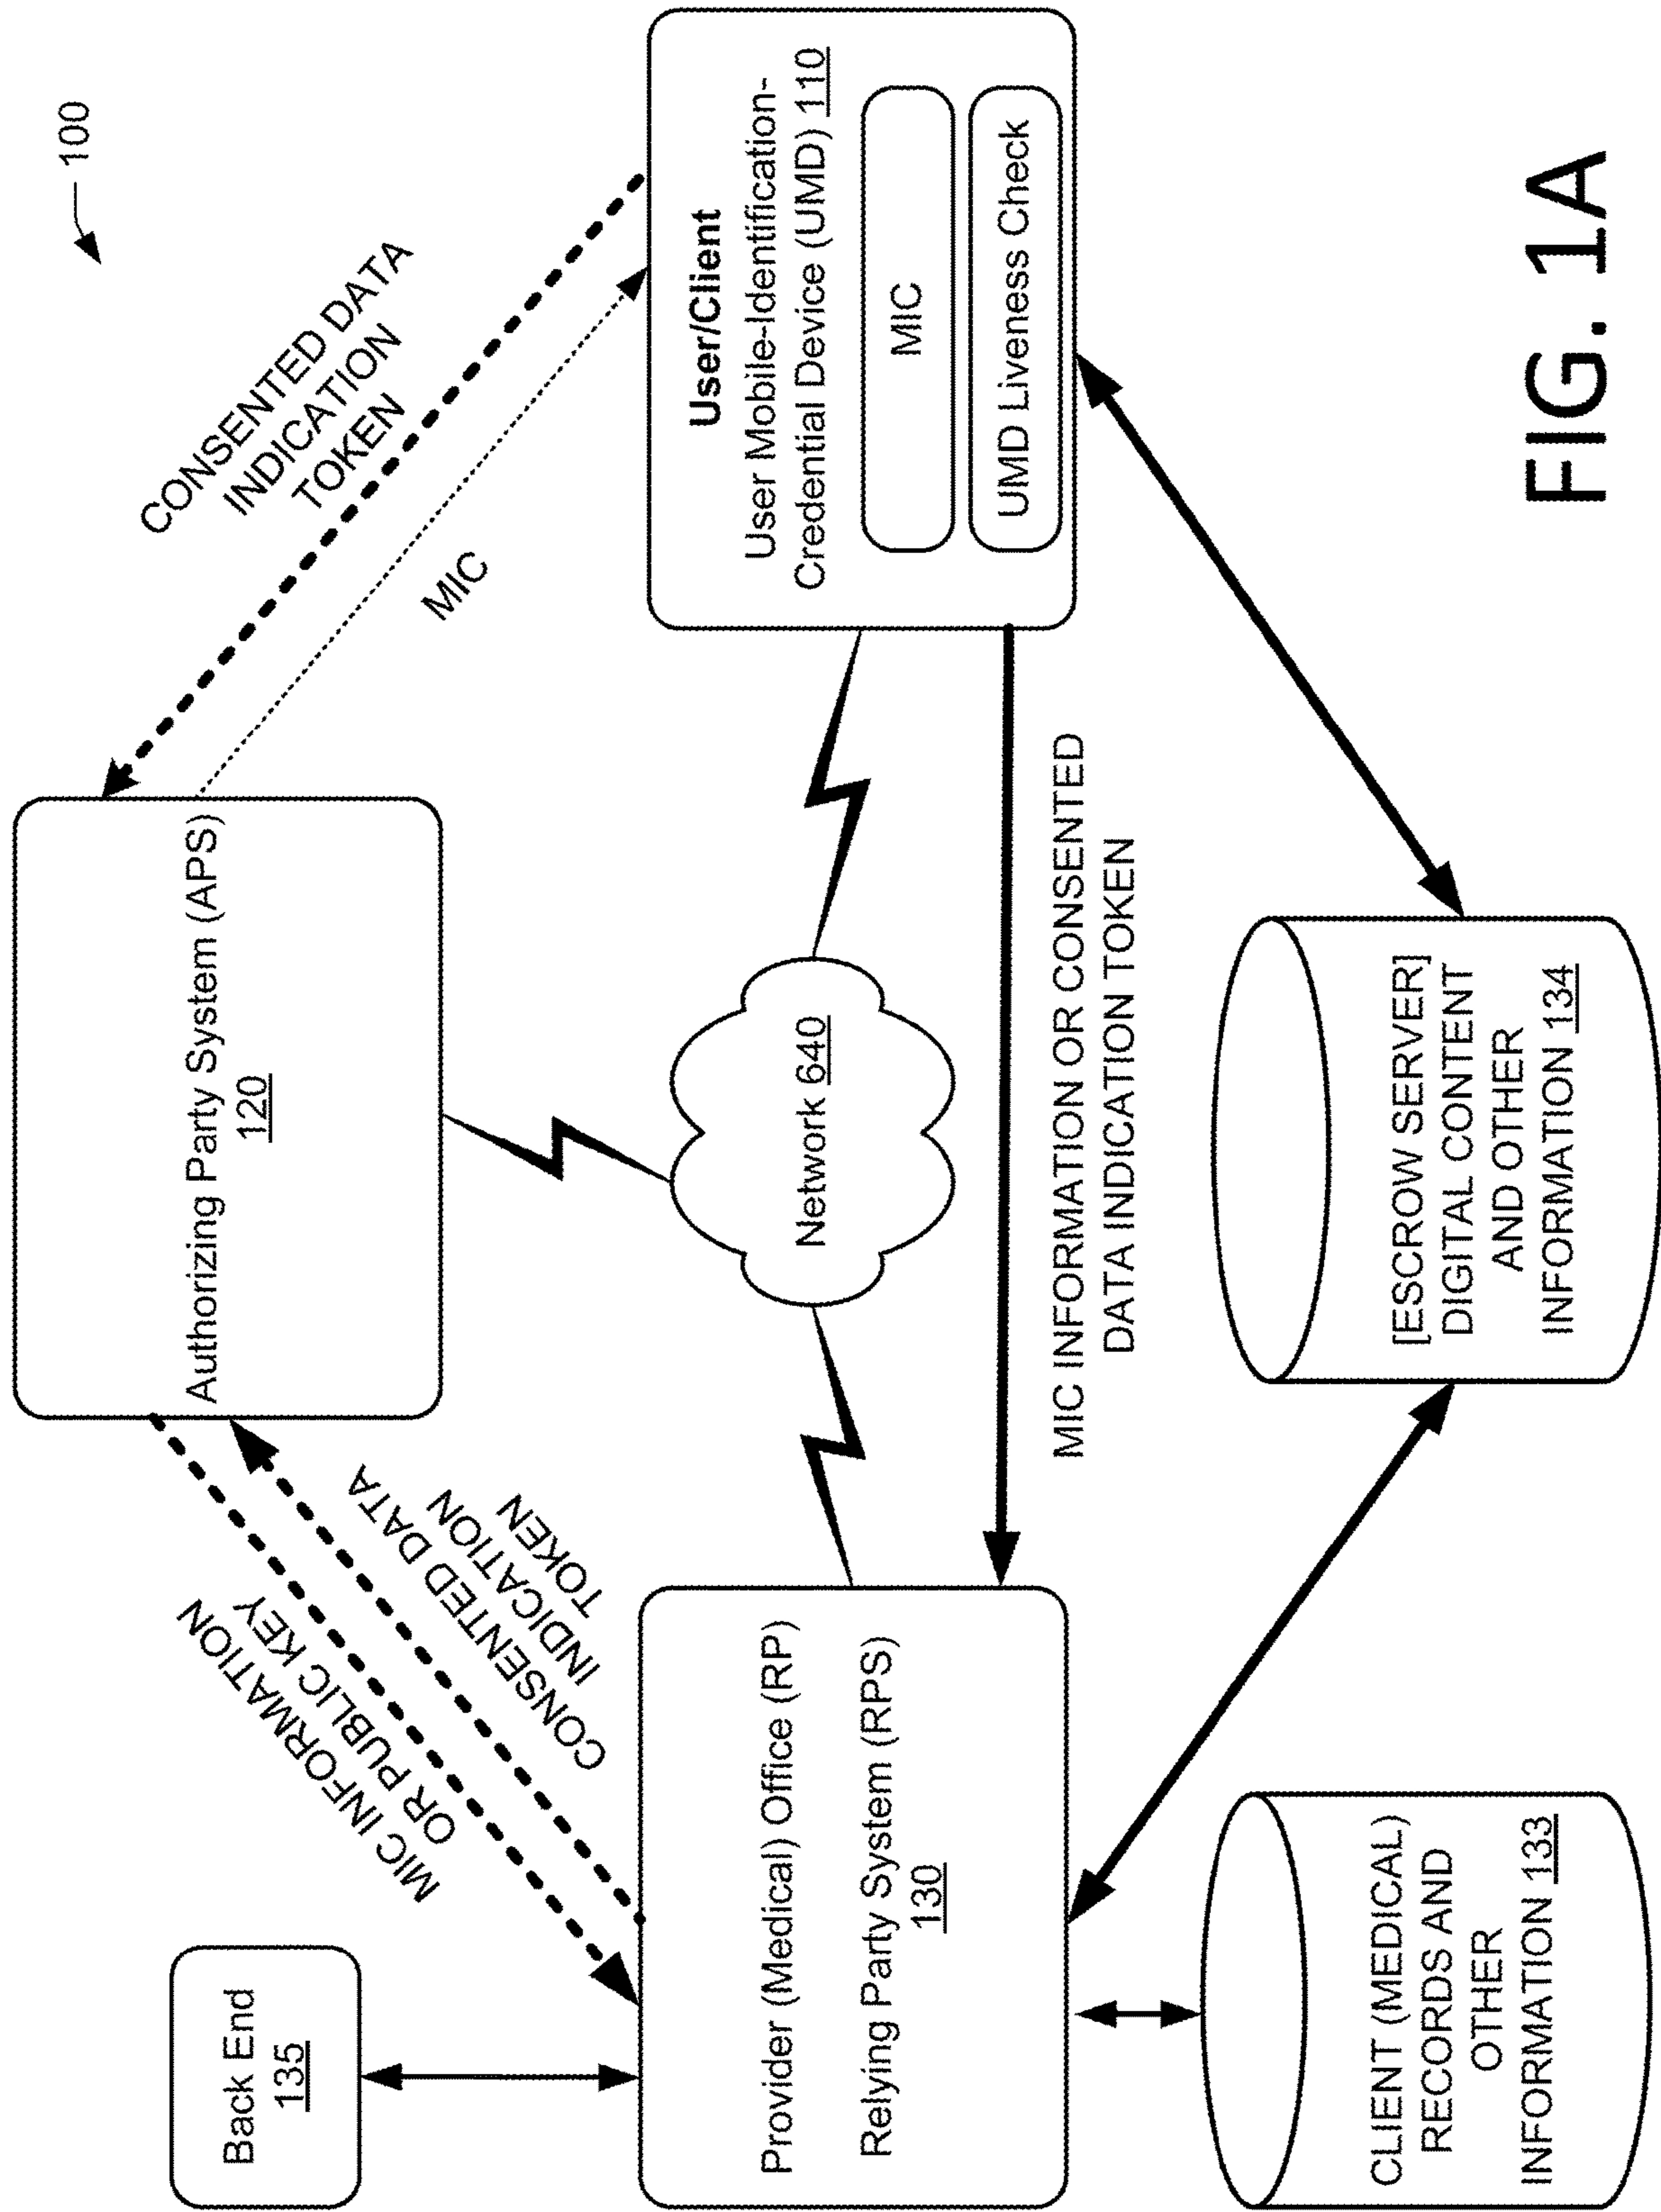 100
Authorizing Party System (APS)
120
CONSENTED DATA
INDICATION
TOKEN
MIC
MIC INFORMATION
OR PUBLIC KEY
CONSENTED DATA
INDICATION
TOKEN
Back End
135
Network 640
User/Client
User Mobile-Identification-
Credential Device (UMD) 110
MIC
UMD Liveness Check
Provider (Medical) Office (RP)
Relying Party System (RPS)
130
MIC INFORMATION OR CONSENTED
DATA INDICATION TOKEN
CLIENT (MEDICAL)
RECORDS AND
OTHER
INFORMATION 133
[ESCROW SERVER]
DIGITAL CONTENT
AND OTHER
INFORMATION 134
FIG. 1A